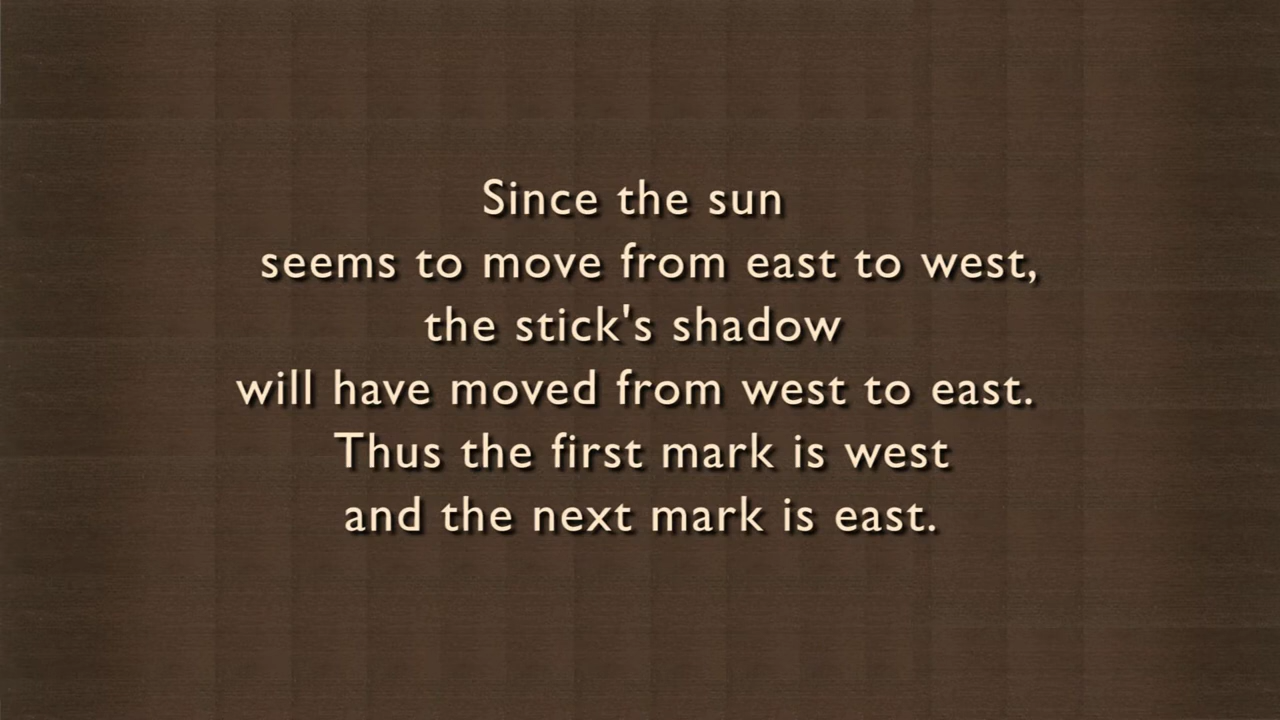 Since the sun
seems to move from east to west,
the stick's shadow
will have moved from west to east.
Thus the first mark is west
and the next mark is east.